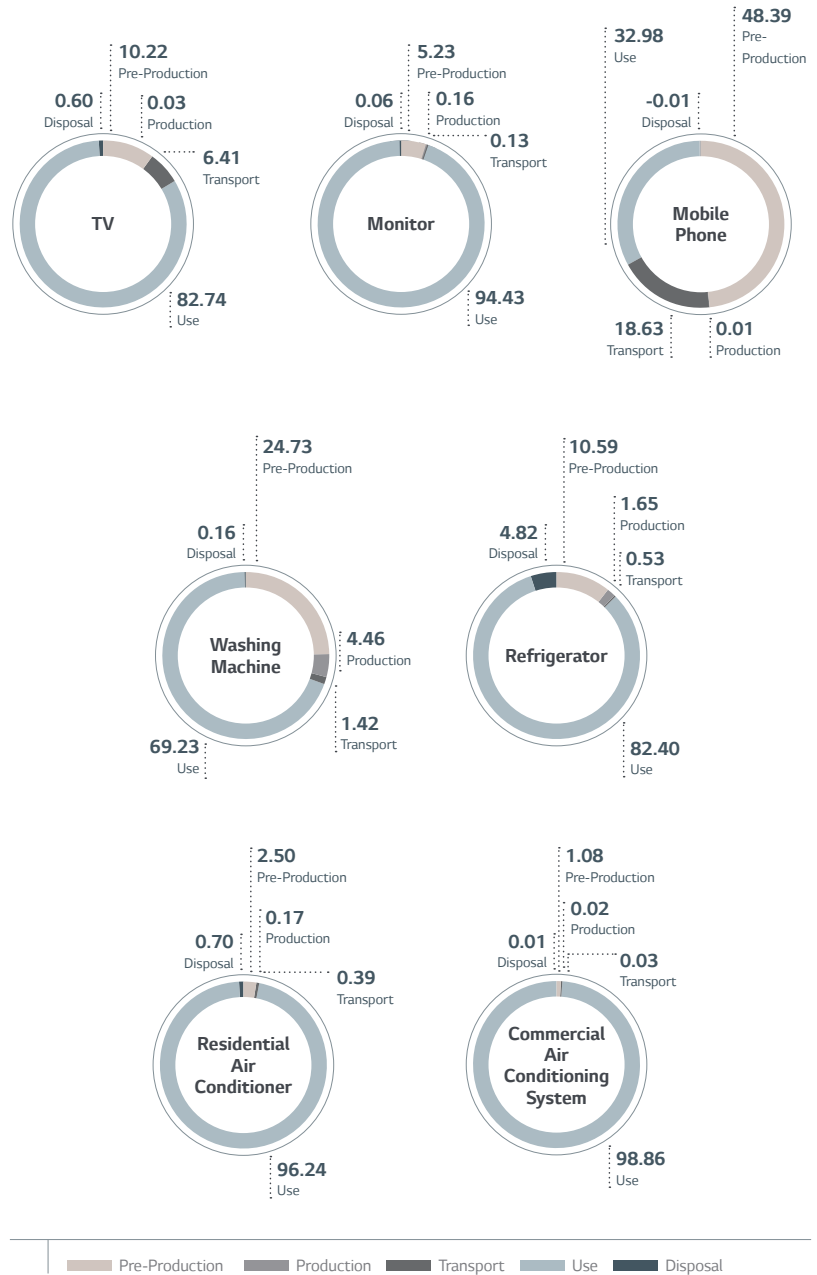 10.22
Pre-Production
0.60
Disposal
0.03
Production
6.41
Transport
TV
82.74
Use
5.23
Pre-Production
0.06
Disposal
0.16
Production
0.13
Transport
Monitor
94.43
Use
48.39
Pre-
Production
32.98
Use
-0.01
Disposal
Mobile
Phone
18.63
Transport
0.01
Production
24.73
Pre-Production
0.16
Disposal
Washing
Machine
4.46
Production
1.42
Transport
69.23
Use
10.59
Pre-Production
1.65
Production
4.82
Disposal
0.53
Transport
Refrigerator
82.40
Use
2.50
Pre-Production
0.17
Production
0.70
Disposal
0.39
Transport
Residential
Air
Conditioner
96.24
Use
1.08
Pre-Production
0.02
Production
0.01
Disposal
0.03
Transport
Commercial
Air
Conditioning
System
98.86
Use
Pre-Production Production Transport Use Disposal